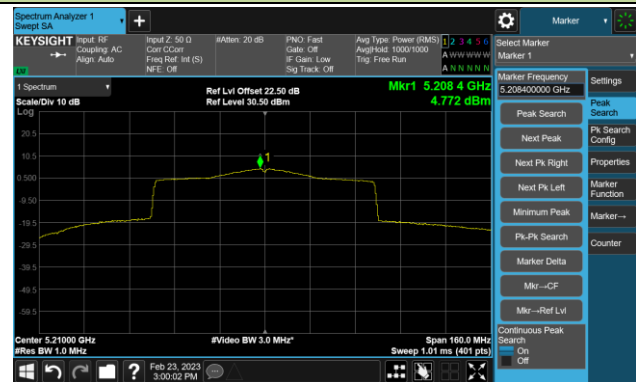 Spectrum Analyzer 1
Swept SA
Marker
KEYSIGHT
Input: RF
Coupling: AC
Align: Auto
Input Z: 50 Ω
Corr CCorr
Freq Ref: Int (S)
NFE: Off
#Atten: 20 dB
PNO: Fast
Gate: Off
IF Gain: Low
Sig Track: Off
Avg Type: Power (RMS)
Avg|Hold: 1000/1000
Trig: Free Run
1 2 3 4 5 6
A W W W W W
A N N N N N
Select Marker
Marker 1
1 Spectrum
Scale/Div 10 dB
Log
Ref Lvl Offset 22.50 dB
Ref Level 30.50 dBm
Mkr1 5.208 4 GHz
4.772 dBm
20.5
10.5
0.500
-9.50
-19.5
-29.5
-39.5
-49.5
-59.5
1
Center 5.21000 GHz
#Res BW 1.0 MHz
#Video BW 3.0 MHz*
Span 160.0 MHz
Sweep 1.01 ms (401 pts)
Marker Frequency
5.208400000 GHz
Peak Search
Next Peak
Next Pk Right
Next Pk Left
Minimum Peak
Pk-Pk Search
Marker Delta
Mkr→CF
Mkr→Ref Lvl
Continuous Peak
Search
On
Off
Settings
Peak
Search
Pk Search
Config
Properties
Marker
Function
Marker→
Counter
?
Feb 23, 2023
3:00:02 PM